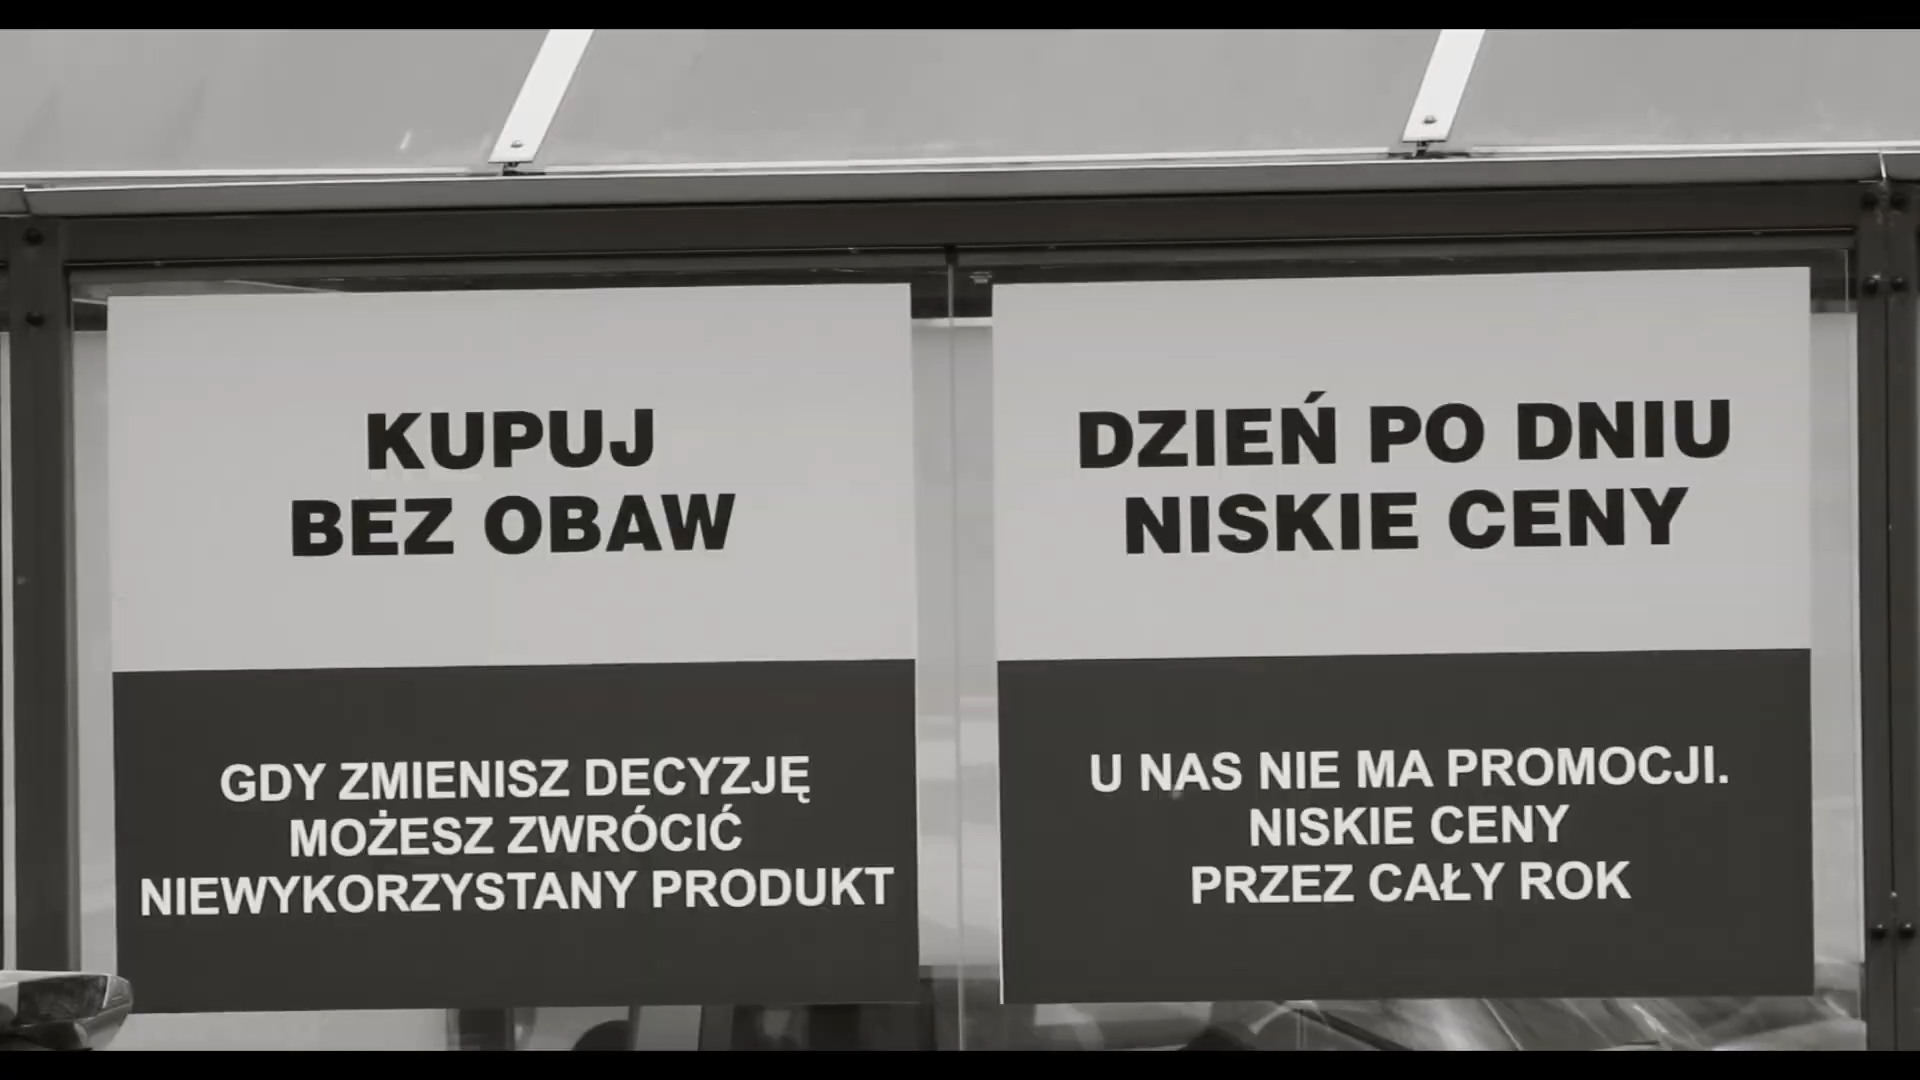 KUPUJ
BEZ OBAW
GDY ZMIENISZ DECYZJĘ
MOŻESZ ZWRÓCIĆ
NIEWYKORZYSTANY PRODUKT
DZIEŃ PO DNIU
NISKIE CENY
U NAS NIE MA PROMOCJI.
NISKIE CENY
PRZEZ CAŁY ROK